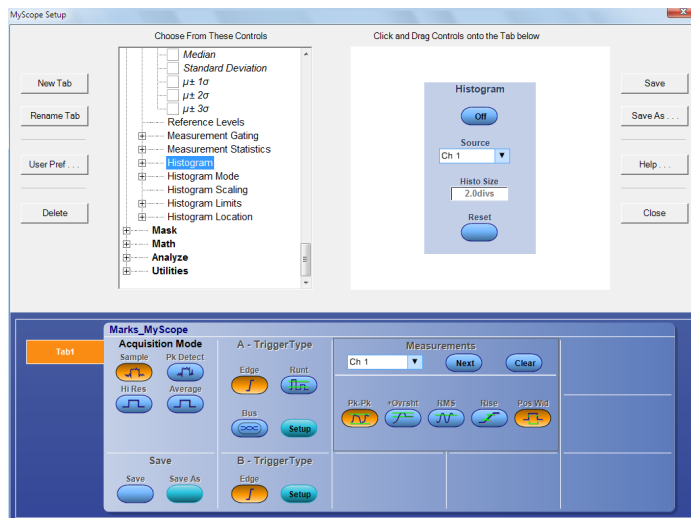 MyScope Setup
Choose From These Controls
Click and Drag Controls onto the Tab below
New Tab
Rename Tab
User Pref . . .
Delete
Median
Standard Deviation
µ± 1σ
µ± 2σ
µ± 3σ
Reference Levels
Measurement Gating
Measurement Statistics
Histogram
Histogram Mode
Histogram Scaling
Histogram Limits
Histogram Location
Mask
Math
Analyze
Utilities
Histogram
Off
Source
Ch 1
Histo Size
2.0divs
Reset
Save
Save As . . .
Help . . .
Close
Tab1
Marks_MyScope
Acquisition Mode
Sample Pk Detect
Hi Res Average
A - TriggerType
Edge Runt
Bus
Setup
Measurements
Ch 1 Next Clear
Pk-Pk +Ovrsht RMS Rise Pos Wid
Save
Save Save As
B - TriggerType
Edge
Setup